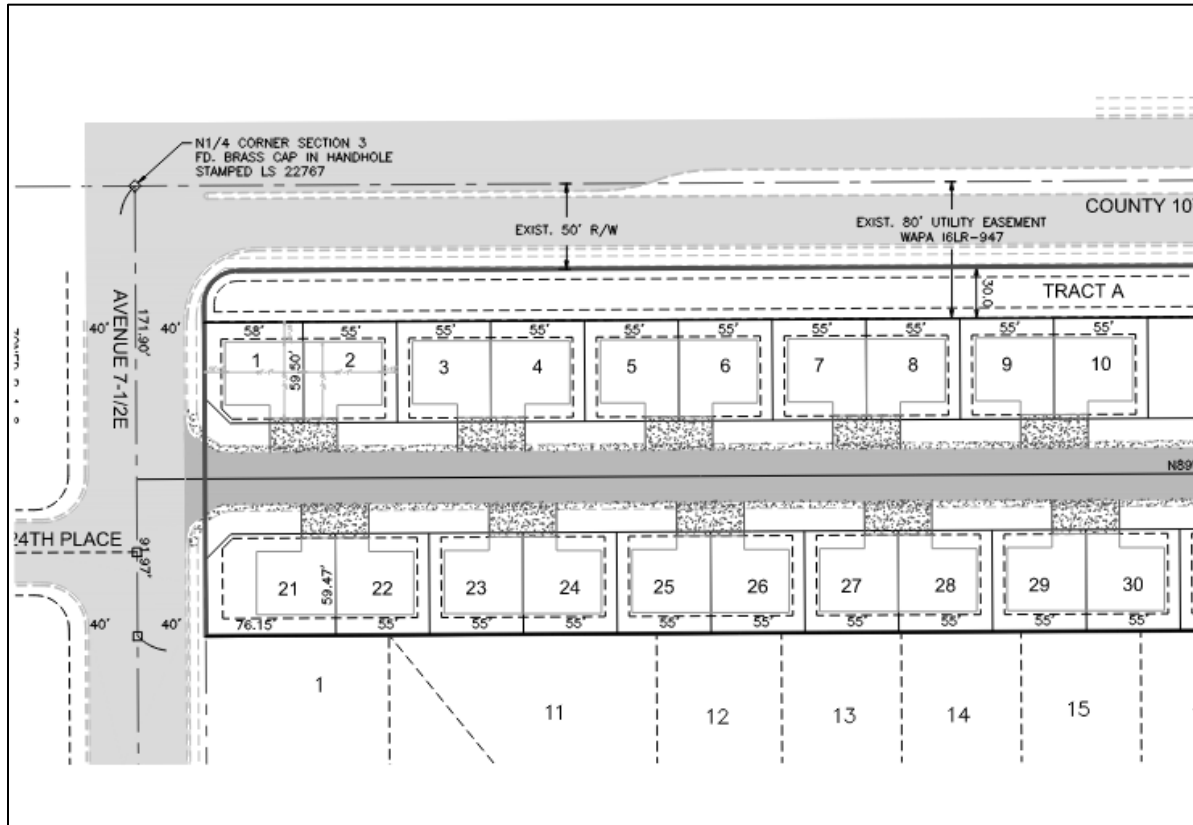 N1/4 CORNER SECTION 3
FD. BRASS CAP IN HANDHOLE
STAMPED LS 22767
EXIST. 50' R/W
EXIST. 80' UTILITY EASEMENT
WAPA 16LR-947
COUNTY 10
30.0
TRACT A
AVENUE 7-1/2E
171.90'
40' 40'
58' 55' 55' 55' 55' 55' 55' 55' 55' 55'
1 2 3 4 5 6 7 8 9 10
59.50'
N89
24TH PLACE
91.97'
21 22 23 24 25 26 27 28 29 30
59.47'
40' 40'
76.15' 55' 55' 55' 55' 55' 55' 55' 55' 55'
1 11 12 13 14 15